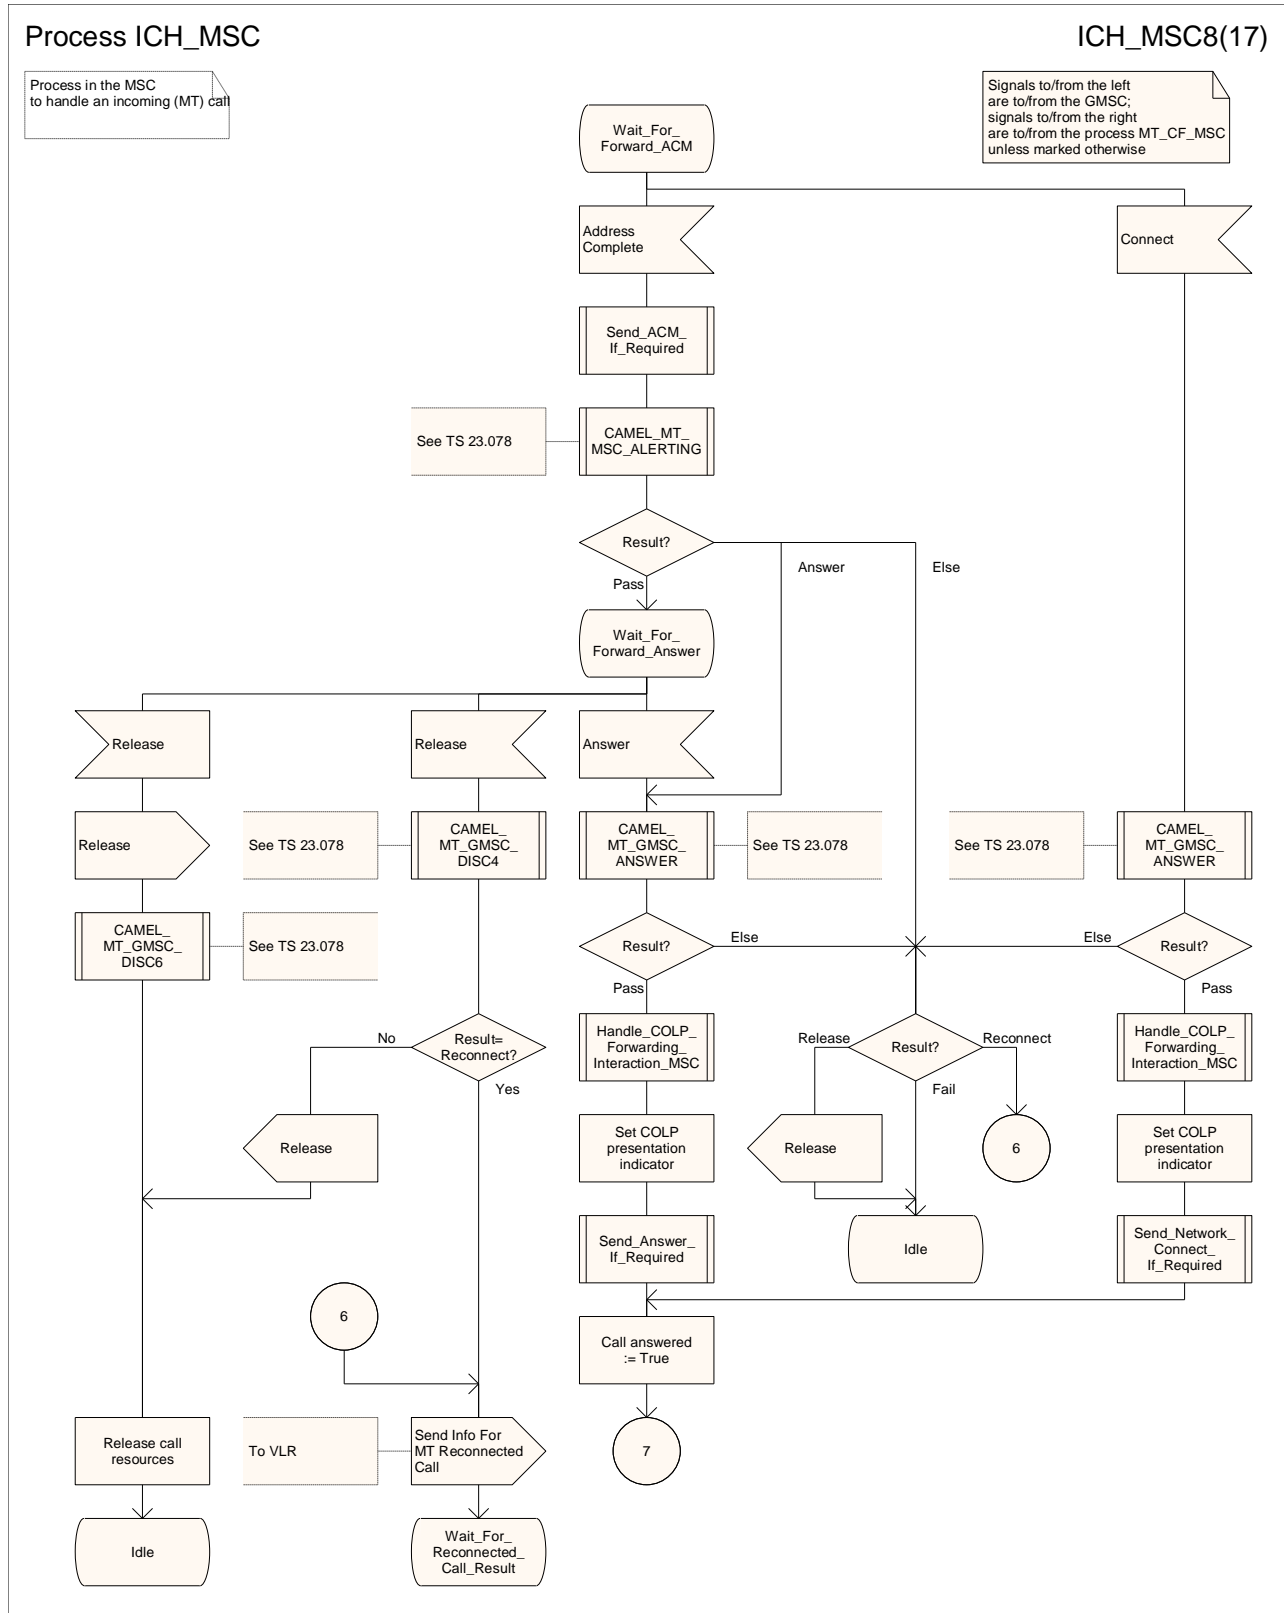 Process ICH_MSC
ICH_MSC8(17)
Process in the MSC
to handle an incoming (MT) call
Signals to/from the left
are to/from the GMSC;
signals to/from the right
are to/from the process MT_CF_MSC
unless marked otherwise
Wait_For_
Forward_ACM
Address
Complete
Connect
Send_ACM_
If_Required
See TS 23.078
CAMEL_MT_
MSC_ALERTING
Result?
Answer
Else
Pass
Wait_For_
Forward_Answer
Release
Release
Answer
Release
See TS 23.078
CAMEL_
MT_GMSC_
DISC4
CAMEL_
MT_GMSC_
ANSWER
See TS 23.078
See TS 23.078
CAMEL_
MT_GMSC_
ANSWER
CAMEL_
MT_GMSC_
DISC6
See TS 23.078
Result?
Else
Else
Result?
Pass
Pass
No
Result=
Reconnect?
Yes
Handle_COLP_
Forwarding_
Interaction_MSC
Release
Result?
Reconnect
Fail
Handle_COLP_
Forwarding_
Interaction_MSC
Release
Set COLP
presentation
indicator
Release
6
Set COLP
presentation
indicator
Send_Answer_
If_Required
Idle
Send_Network_
Connect_
If_Required
6
Call answered
:= True
Release call
resources
To VLR
Send Info For
MT Reconnected
Call
7
Idle
Wait_For_
Reconnected_
Call_Result